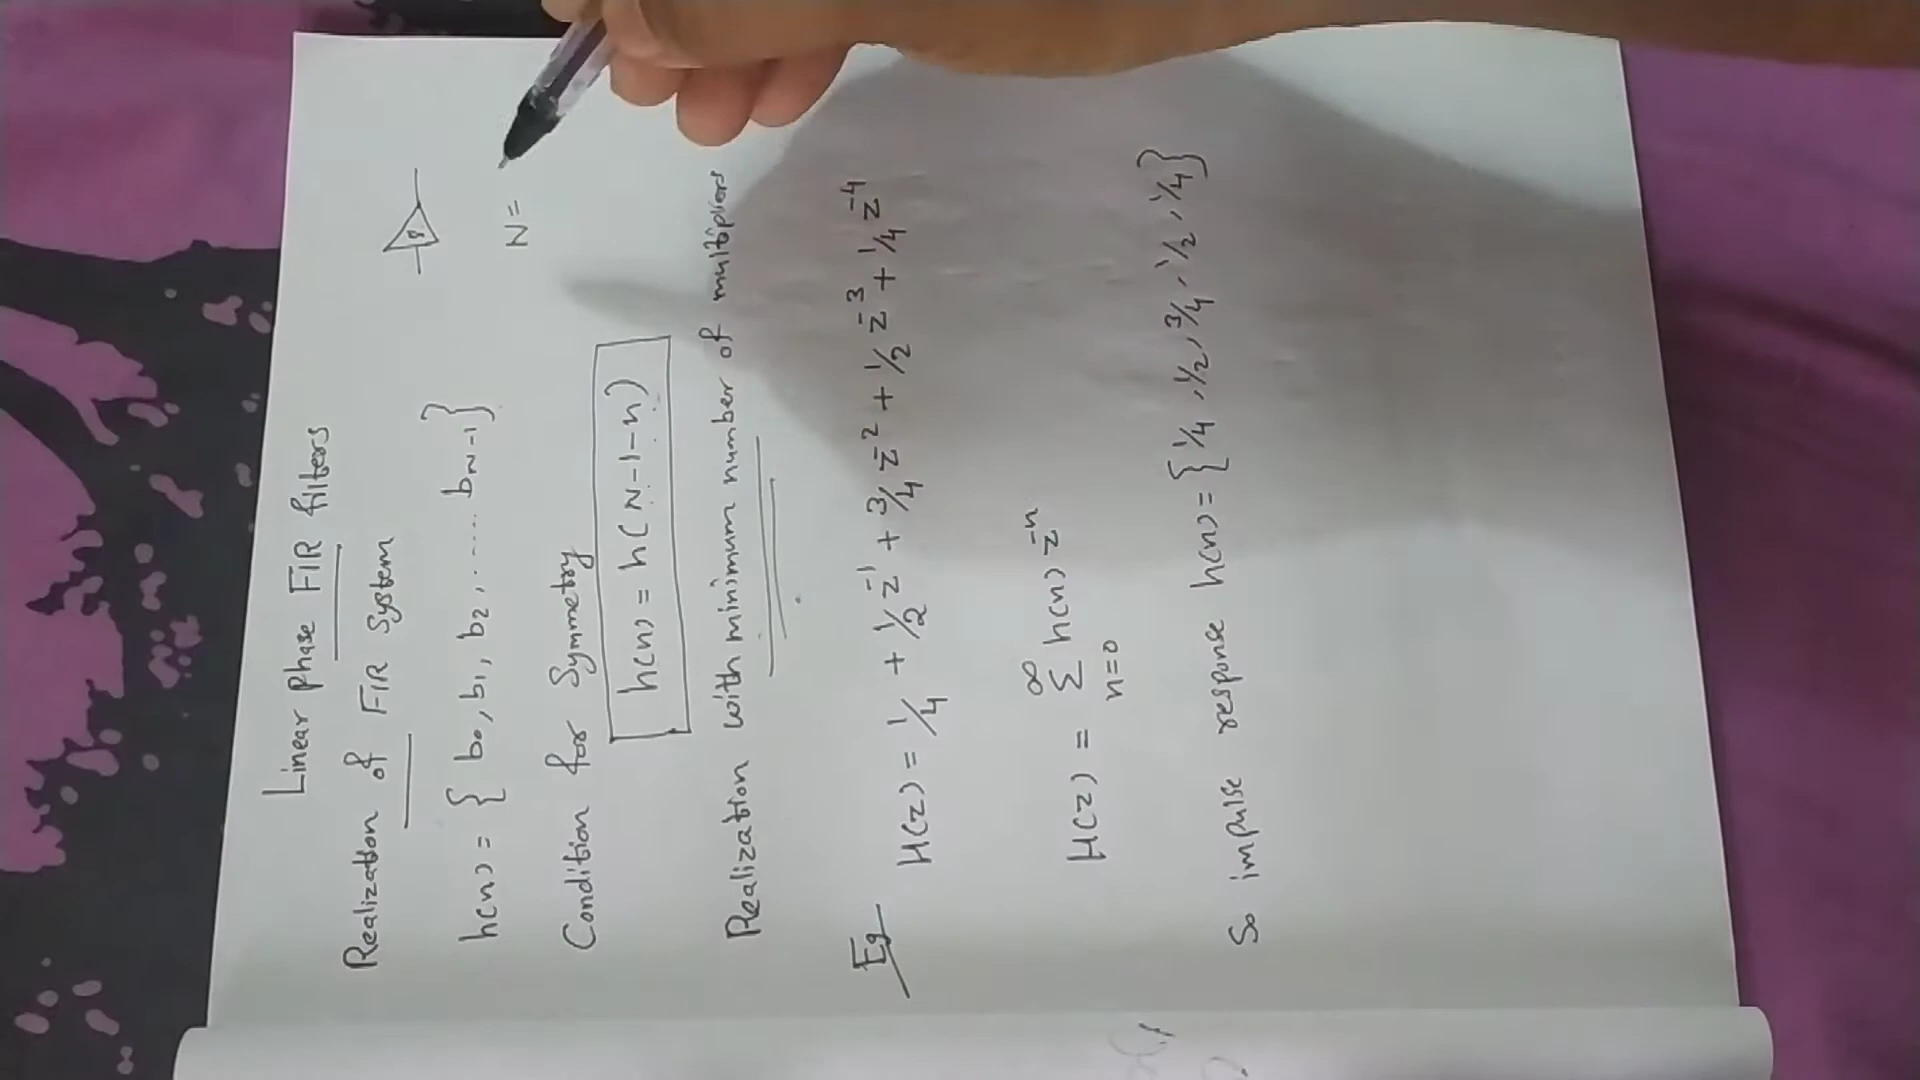 Linear phase FIR filters
Realization of FIR System
h(n) = { b0, b1, b2, ..... bN-1 }
N =
Condition for Symmetry
h(n) = h(N-1-n)
Realization with minimum number of multipliers
Eg
H(z) = 1/4 + 1/2 z^-1 + 3/4 z^-2 + 1/2 z^-3 + 1/4 z^-4
H(z) = ∞ Σ n=0 h(n) z^-n
So impulse response h(n) = { 1/4, 1/2, 3/4, 1/2, 1/4 }